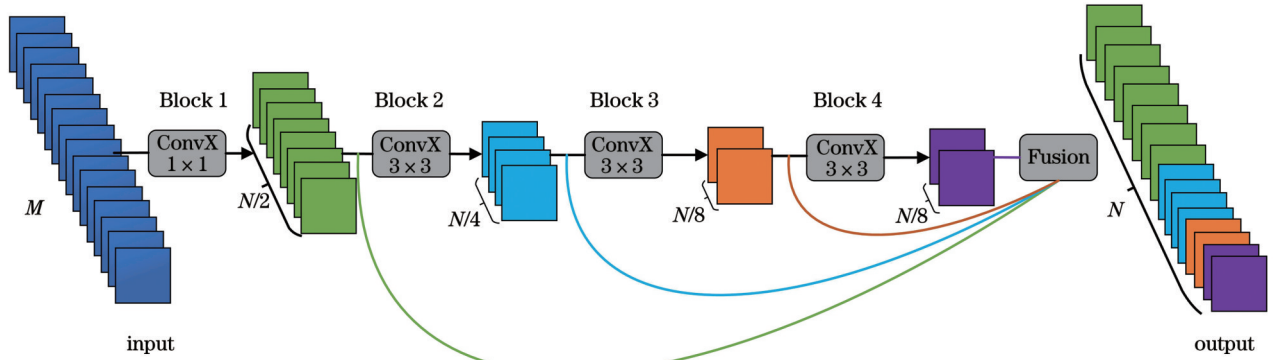 Block 1
Block 2
Block 3
Block 4
ConvX
1×1
ConvX
3×3
ConvX
3×3
ConvX
3×3
Fusion
M
N/2
N/4
N/8
N/8
N
input
output